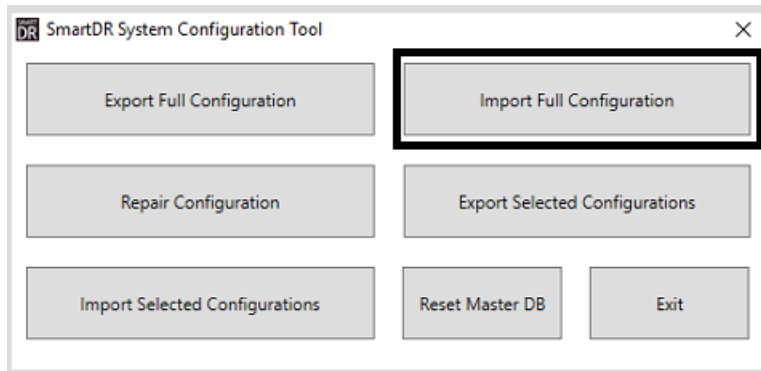 SMART
DR SmartDR System Configuration Tool
Export Full Configuration Import Full Configuration
Repair Configuration Export Selected Configurations
Import Selected Configurations Reset Master DB Exit